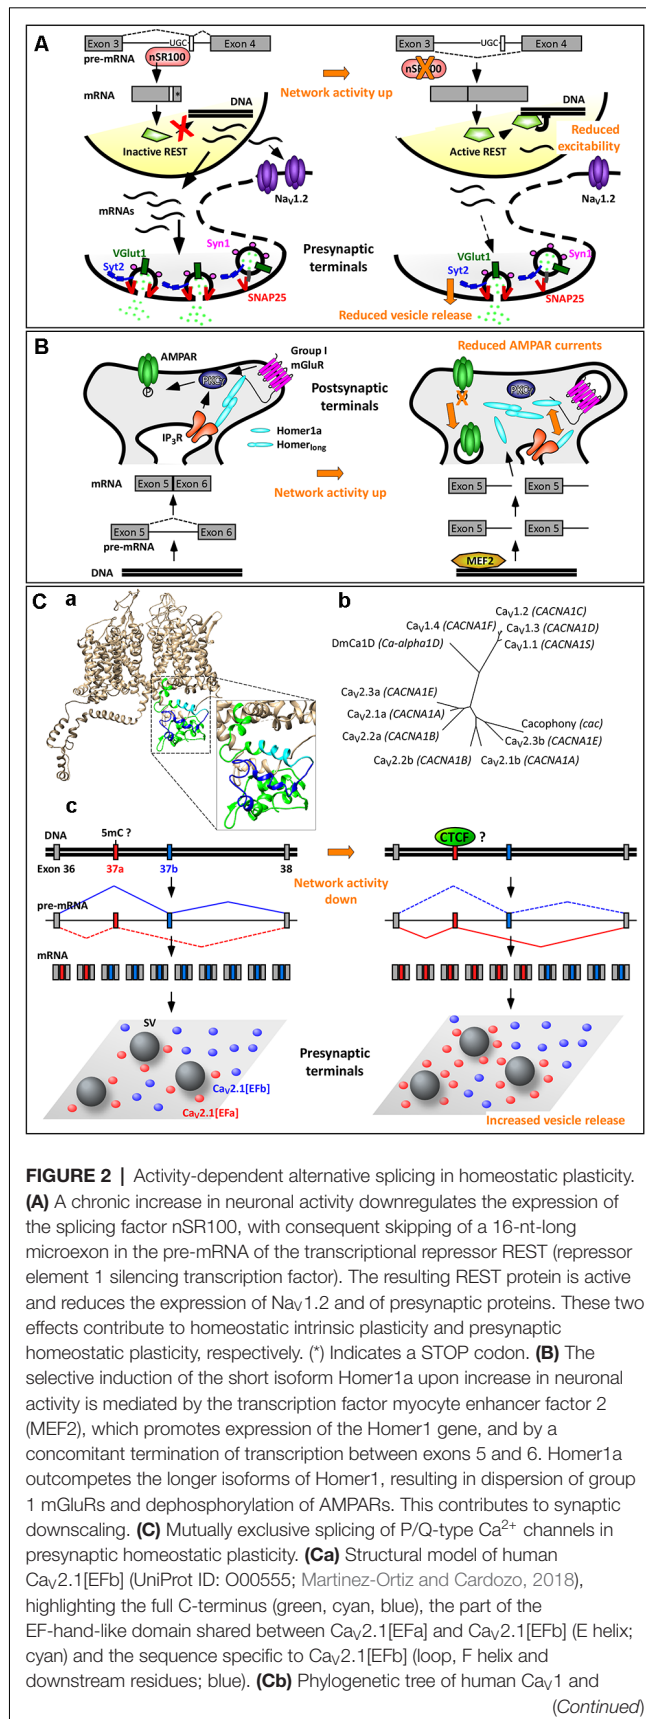 A
Exon 3
UGC
Exon 4
pre-mRNA
nSR100
mRNA
*
DNA
Inactive REST
Network activity up
Exon 3
UGC
Exon 4
DNA
Active REST
Reduced
excitability
mRNAs
NaV1.2
NaV1.2
VGlut1
Syn1
Syt2
SNAP25
Presynaptic
terminals
VGlut1
Syn1
Syt2
SNAP25
Reduced vesicle release
B
AMPAR
P
PKCγ
Group I
mGluR
IP3R
Homer1a
Homerlong
Postsynaptic
terminals
Reduced AMPAR currents
PKCγ
mRNA
Exon 5
Exon 6
Network activity up
Exon 5
Exon 5
Exon 5
Exon 6
pre-mRNA
Exon 5
Exon 5
DNA
MEF2
C
a
b
CaV1.2 (CACNA1C)
CaV1.4 (CACNA1F)
CaV1.3 (CACNA1D)
DmCa1D (Ca-alpha1D)
CaV1.1 (CACNA1S)
CaV2.3a (CACNA1E)
CaV2.1a (CACNA1A)
Cacophony (cac)
CaV2.2a (CACNA1B)
CaV2.3b (CACNA1E)
CaV2.2b (CACNA1B)
CaV2.1b (CACNA1A)
c
DNA
5mC ?
CTCF
?
Exon 36
37a
37b
38
Network activity
down
pre-mRNA
mRNA
SV
CaV2.1[EFb]
CaV2.1[EFa]
Presynaptic
terminals
Increased vesicle release
FIGURE 2 | Activity-dependent alternative splicing in homeostatic plasticity.
(A) A chronic increase in neuronal activity downregulates the expression of
the splicing factor nSR100, with consequent skipping of a 16-nt-long
microexon in the pre-mRNA of the transcriptional repressor REST (repressor
element 1 silencing transcription factor). The resulting REST protein is active
and reduces the expression of NaV1.2 and of presynaptic proteins. These two
effects contribute to homeostatic intrinsic plasticity and presynaptic
homeostatic plasticity, respectively. (*) Indicates a STOP codon. (B) The
selective induction of the short isoform Homer1a upon increase in neuronal
activity is mediated by the transcription factor myocyte enhancer factor 2
(MEF2), which promotes expression of the Homer1 gene, and by a
concomitant termination of transcription between exons 5 and 6. Homer1a
outcompetes the longer isoforms of Homer1, resulting in dispersion of group
1 mGluRs and dephosphorylation of AMPARs. This contributes to synaptic
downscaling. (C) Mutually exclusive splicing of P/Q-type Ca2+ channels in
presynaptic homeostatic plasticity. (Ca) Structural model of human
CaV2.1[EFb] (UniProt ID: O00555; Martinez-Ortiz and Cardozo, 2018),
highlighting the full C-terminus (green, cyan, blue), the part of the
EF-hand-like domain shared between CaV2.1[EFa] and CaV2.1[EFb] (E helix;
cyan) and the sequence specific to CaV2.1[EFb] (loop, F helix and
downstream residues; blue). (Cb) Phylogenetic tree of human CaV1 and
(Continued)